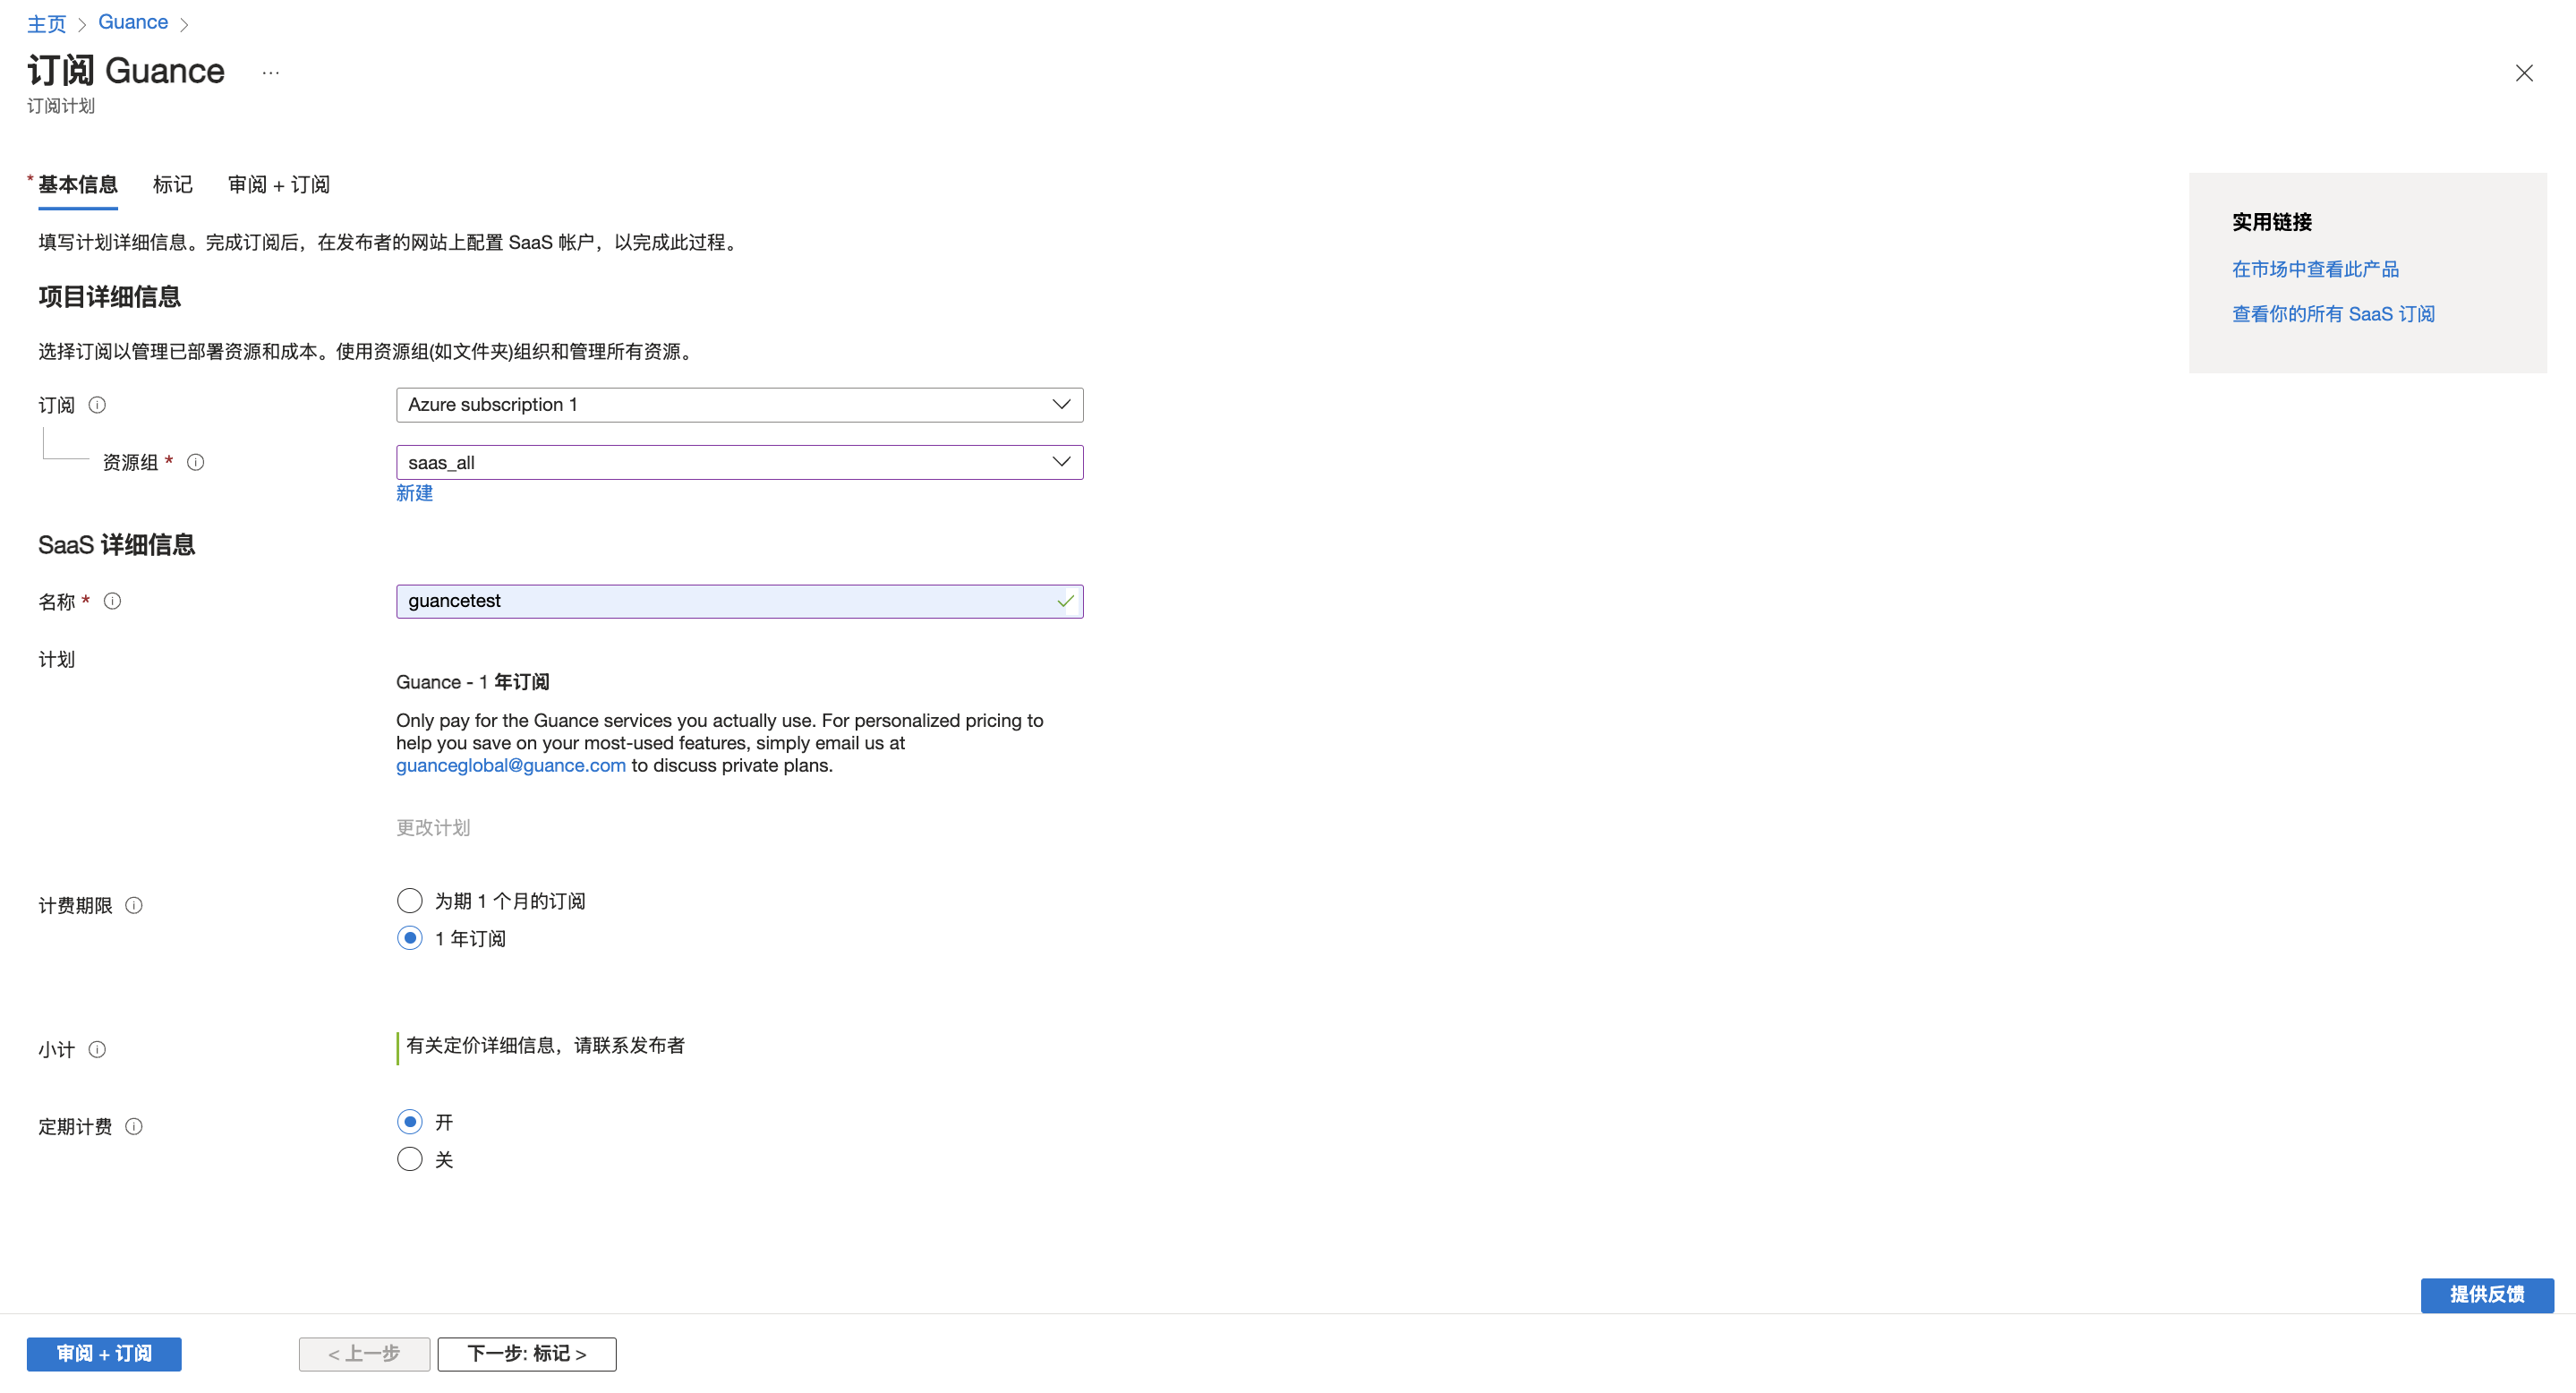 主页 > Guance >
订阅 Guance ...
订阅计划
* 基本信息 标记 审阅 + 订阅
填写计划详细信息。完成订阅后，在发布者的网站上配置 SaaS 帐户，以完成此过程。
项目详细信息
选择订阅以管理已部署资源和成本。使用资源组(如文件夹)组织和管理所有资源。
订阅 Azure subscription 1
资源组 * saas_all
新建
SaaS 详细信息
名称 * guancetest
计划
Guance - 1 年订阅
Only pay for the Guance services you actually use. For personalized pricing to
help you save on your most-used features, simply email us at
guanceglobal@guance.com to discuss private plans.
更改计划
计费期限 为期 1 个月的订阅
1 年订阅
小计 有关定价详细信息，请联系发布者
定期计费 开
关
实用链接
在市场中查看此产品
查看你的所有 SaaS 订阅
提供反馈
审阅 + 订阅 < 上一步 下一步: 标记 >